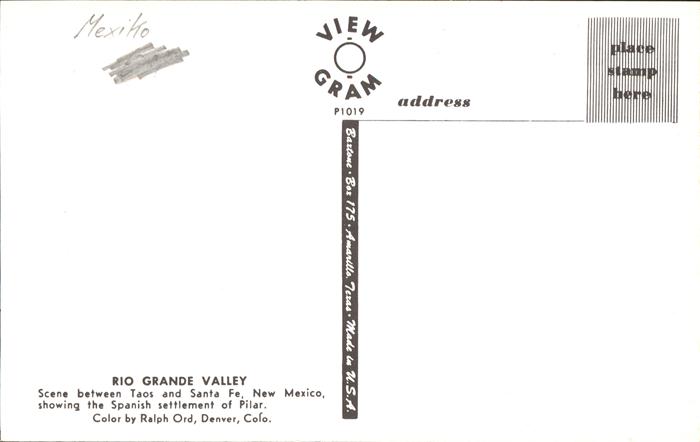 Mexiko
VIEW
GRAM
P1019
address
place
stamp
here
Baxtone · Box 175 · Amarillo, Texas · Made in U.S.A.
RIO GRANDE VALLEY
Scene between Taos and Santa Fe, New Mexico,
showing the Spanish settlement of Pilar.
Color by Ralph Ord, Denver, Colo.